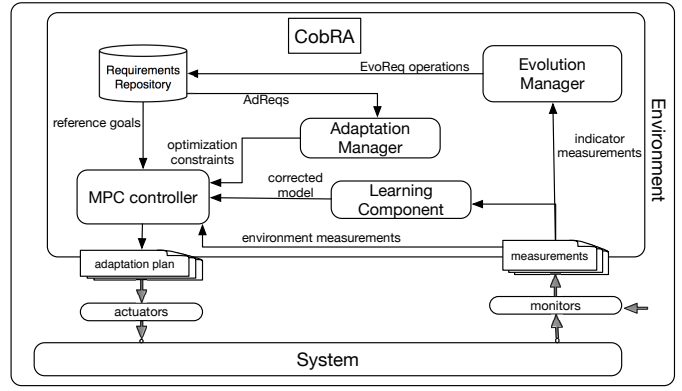 CobRA
Requirements
Repository
EvoReq operations
Evolution
Manager
AdReqs
reference goals
Adaptation
Manager
optimization
constraints
indicator
measurements
Environment
MPC controller
corrected
model
Learning
Component
environment measurements
adaptation plan
measurements
actuators
monitors
System